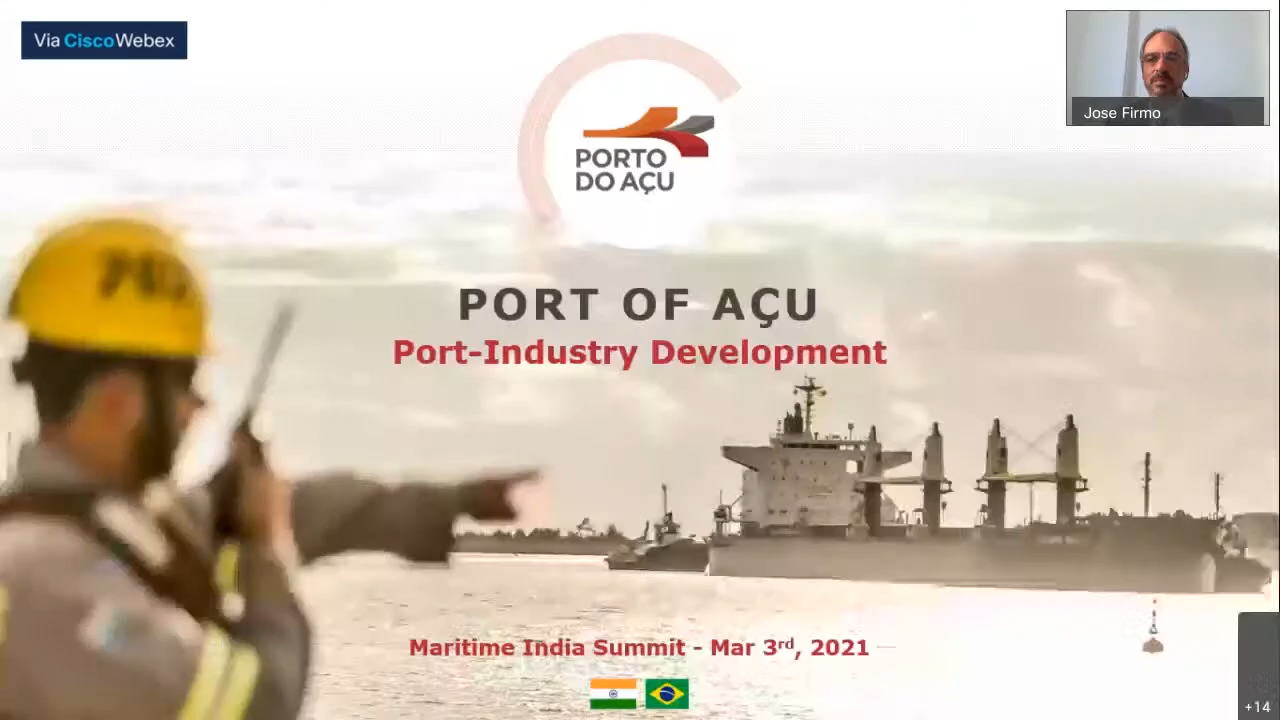 Via CiscoWebex
Jose Firmo
PORTO
DO AÇU
PORT OF AÇU
Port-Industry Development
Maritime India Summit - Mar 3rd, 2021
+14